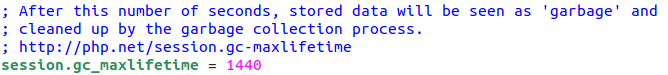 ; After this number of seconds, stored data will be seen as 'garbage' and
; cleaned up by the garbage collection process.
; http://php.net/session.gc-maxlifetime
session.gc_maxlifetime = 1440